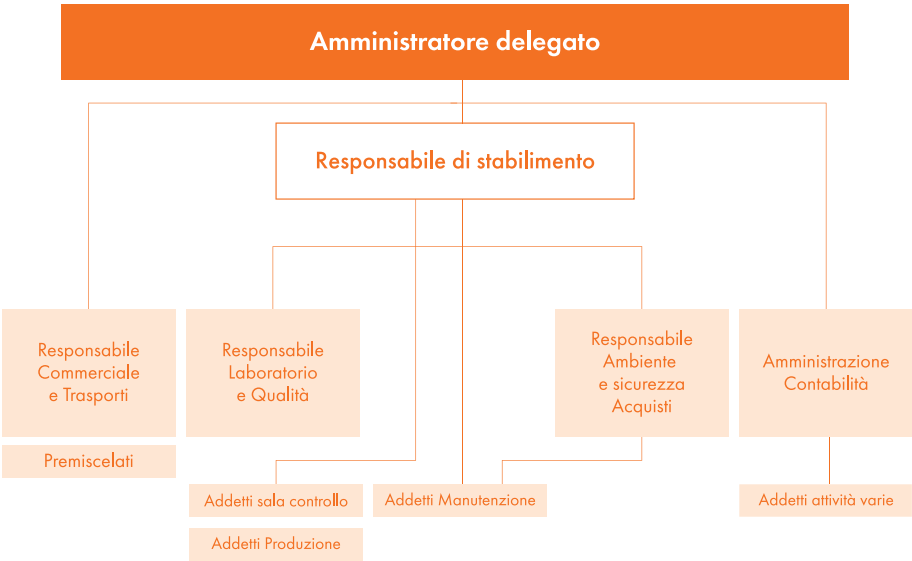 Amministratore delegato
Responsabile di stabilimento
Responsabile
Commerciale
e Trasporti
Responsabile
Laboratorio
e Qualità
Responsabile
Ambiente
e sicurezza
Acquisti
Amministrazione
Contabilità
Premiscelati
Addetti sala controllo
Addetti Manutenzione
Addetti attività varie
Addetti Produzione